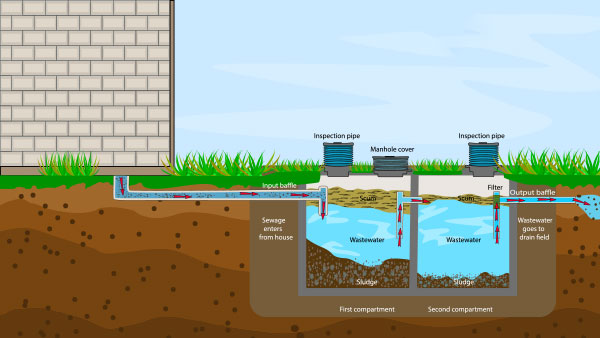 Inspection pipe
Inspection pipe
Manhole cover
Input baffle
Filter
Output baffle
Scum
Scum
Sewage
enters
from house
Wastewater
goes to
drain field
Wastewater
Wastewater
Sludge
Sludge
First compartment
Second compartment